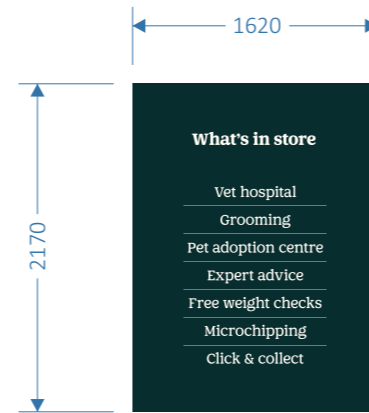 1620
2170
What's in store
Vet hospital
Grooming
Pet adoption centre
Expert advice
Free weight checks
Microchipping
Click & collect